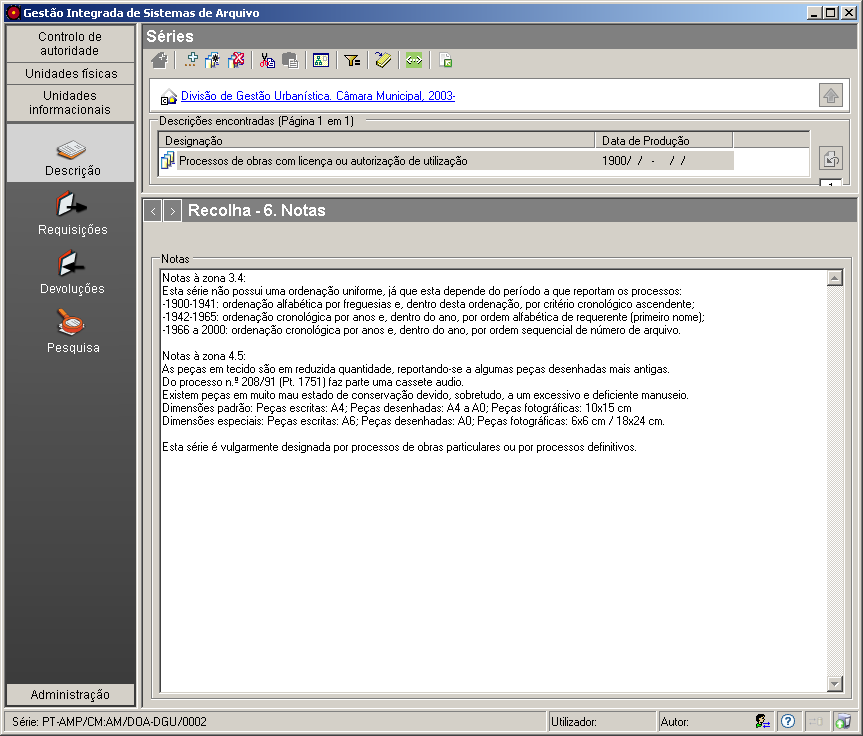 Gestão Integrada de Sistemas de Arquivo
Controlo de
autoridade
Unidades físicas
Unidades
informacionais
Descrição
Requisições
Devoluções
Pesquisa
Administração
Séries
Divisão de Gestão Urbanística. Câmara Municipal, 2003-
Descrições encontradas (Página 1 em 1)
Designação Data de Produção
Processos de obras com licença ou autorização de utilização 1900/ / - / /
< > Recolha - 6. Notas
Notas
Notas à zona 3.4:
Esta série não possui uma ordenação uniforme, já que esta depende do período a que reportam os processos:
-1900-1941: ordenação alfabética por freguesias e, dentro desta ordenação, por critério cronológico ascendente;
-1942-1965: ordenação cronológica por anos e, dentro do ano, por ordem alfabética de requerente (primeiro nome);
-1966 a 2000: ordenação cronológica por anos e, dentro do ano, por ordem sequencial de número de arquivo.
Notas à zona 4.5:
As peças em tecido são em reduzida quantidade, reportando-se a algumas peças desenhadas mais antigas.
Do processo n.º 208/91 (Pt. 1751) faz parte uma cassete audio.
Existem peças em muito mau estado de conservação devido, sobretudo, a um excessivo e deficiente manuseio.
Dimensões padrão: Peças escritas: A4; Peças desenhadas: A4 a A0; Peças fotográficas: 10x15 cm
Dimensões especiais: Peças escritas: A6; Peças desenhadas: A0; Peças fotográficas: 6x6 cm / 18x24 cm.
Esta série é vulgarmente designada por processos de obras particulares ou por processos definitivos.
Série: PT-AMP/CM:AM/DOA-DGU/0002 Utilizador: Autor: